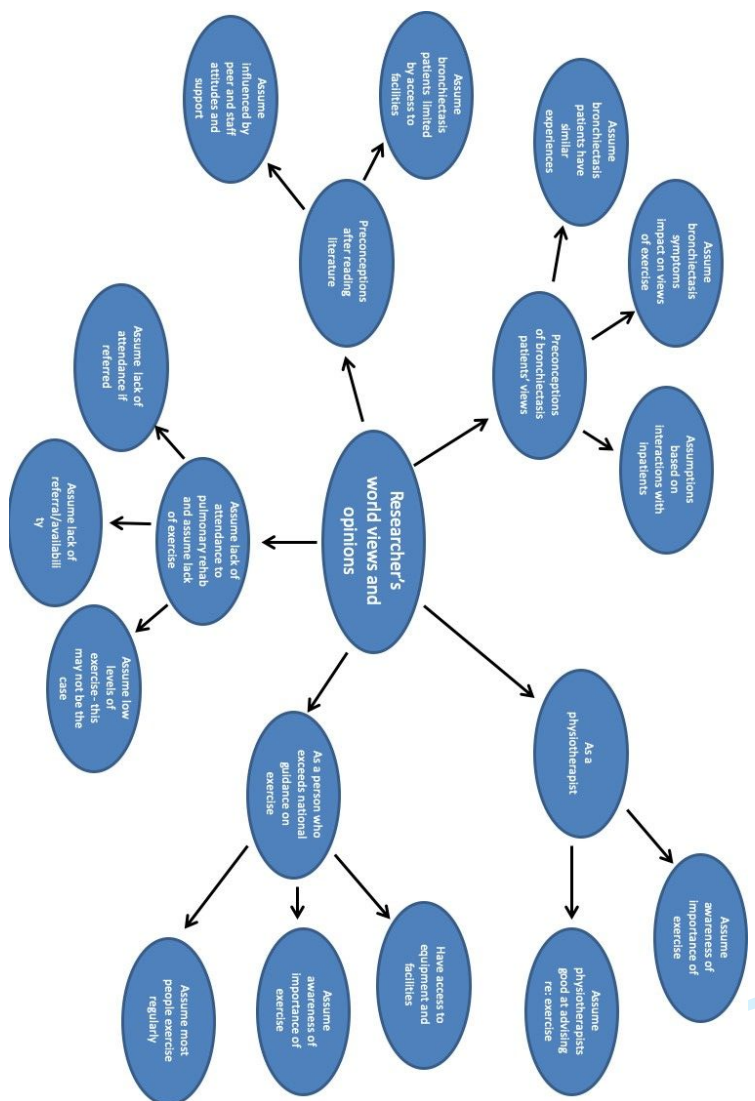 Researcher's
world views and
opinions
Preconceptions
of bronchiectasis
patients' views
Assume
bronchiectasis
patients have
similar
experiences
Assume
bronchiectasis
symptoms
impact on views
of exercise
Assumptions
based on
interactions with
inpatients
As a
physiotherapist
Assume
awareness of
importance of
exercise
Assume
physiotherapists
good at advising
re: exercise
As a person who
exceeds national
guidance on
exercise
Have access to
equipment and
facilities
Assume
awareness of
importance of
exercise
Assume most
people exercise
regularly
Assume lack of
attendance to
pulmonary rehab
and assume lack
of exercise
Assume low
levels of
exercise- this
may not be the
case
Assume lack of
referral/availabili
ty
Assume lack of
attendance if
referred
Preconceptions
after reading
literature
Assume
influenced by
peer and staff
attitudes and
support
Assume
bronchiectasis
patients limited
by access to
facilities